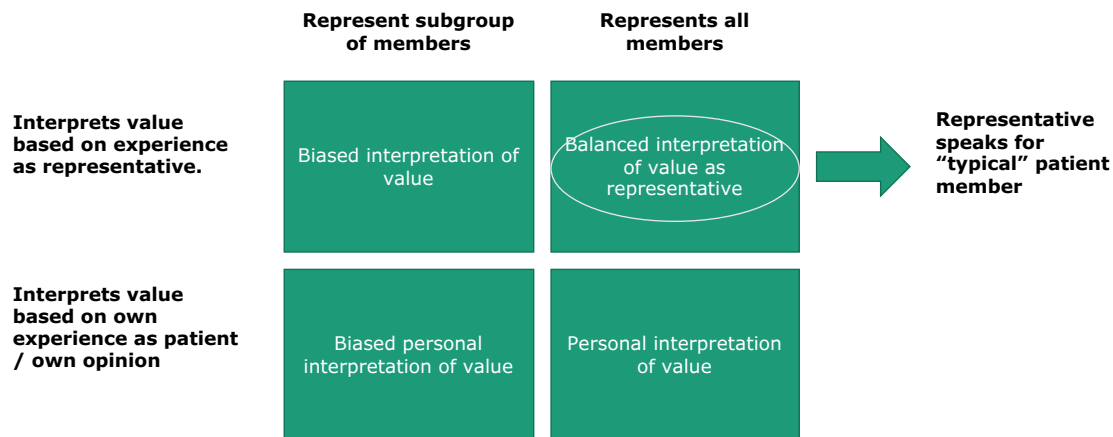 Represent subgroup
of members
Represents all
members
Interprets value
based on experience
as representative.
Biased interpretation of
value
Balanced interpretation
of value as
representative
Representative
speaks for
“typical” patient
member
Interprets value
based on own
experience as patient
/ own opinion
Biased personal
interpretation of value
Personal interpretation
of value